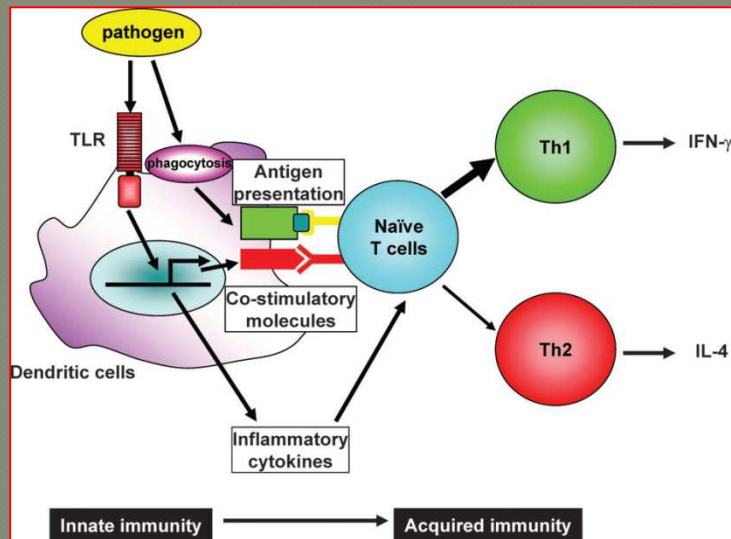 pathogen
TLR
phagocytosis
Antigen
presentation
Th1
IFN-γ
Naïve
T cells
Co-stimulatory
molecules
Th2
IL-4
Dendritic cells
Inflammatory
cytokines
Innate immunity
Acquired immunity